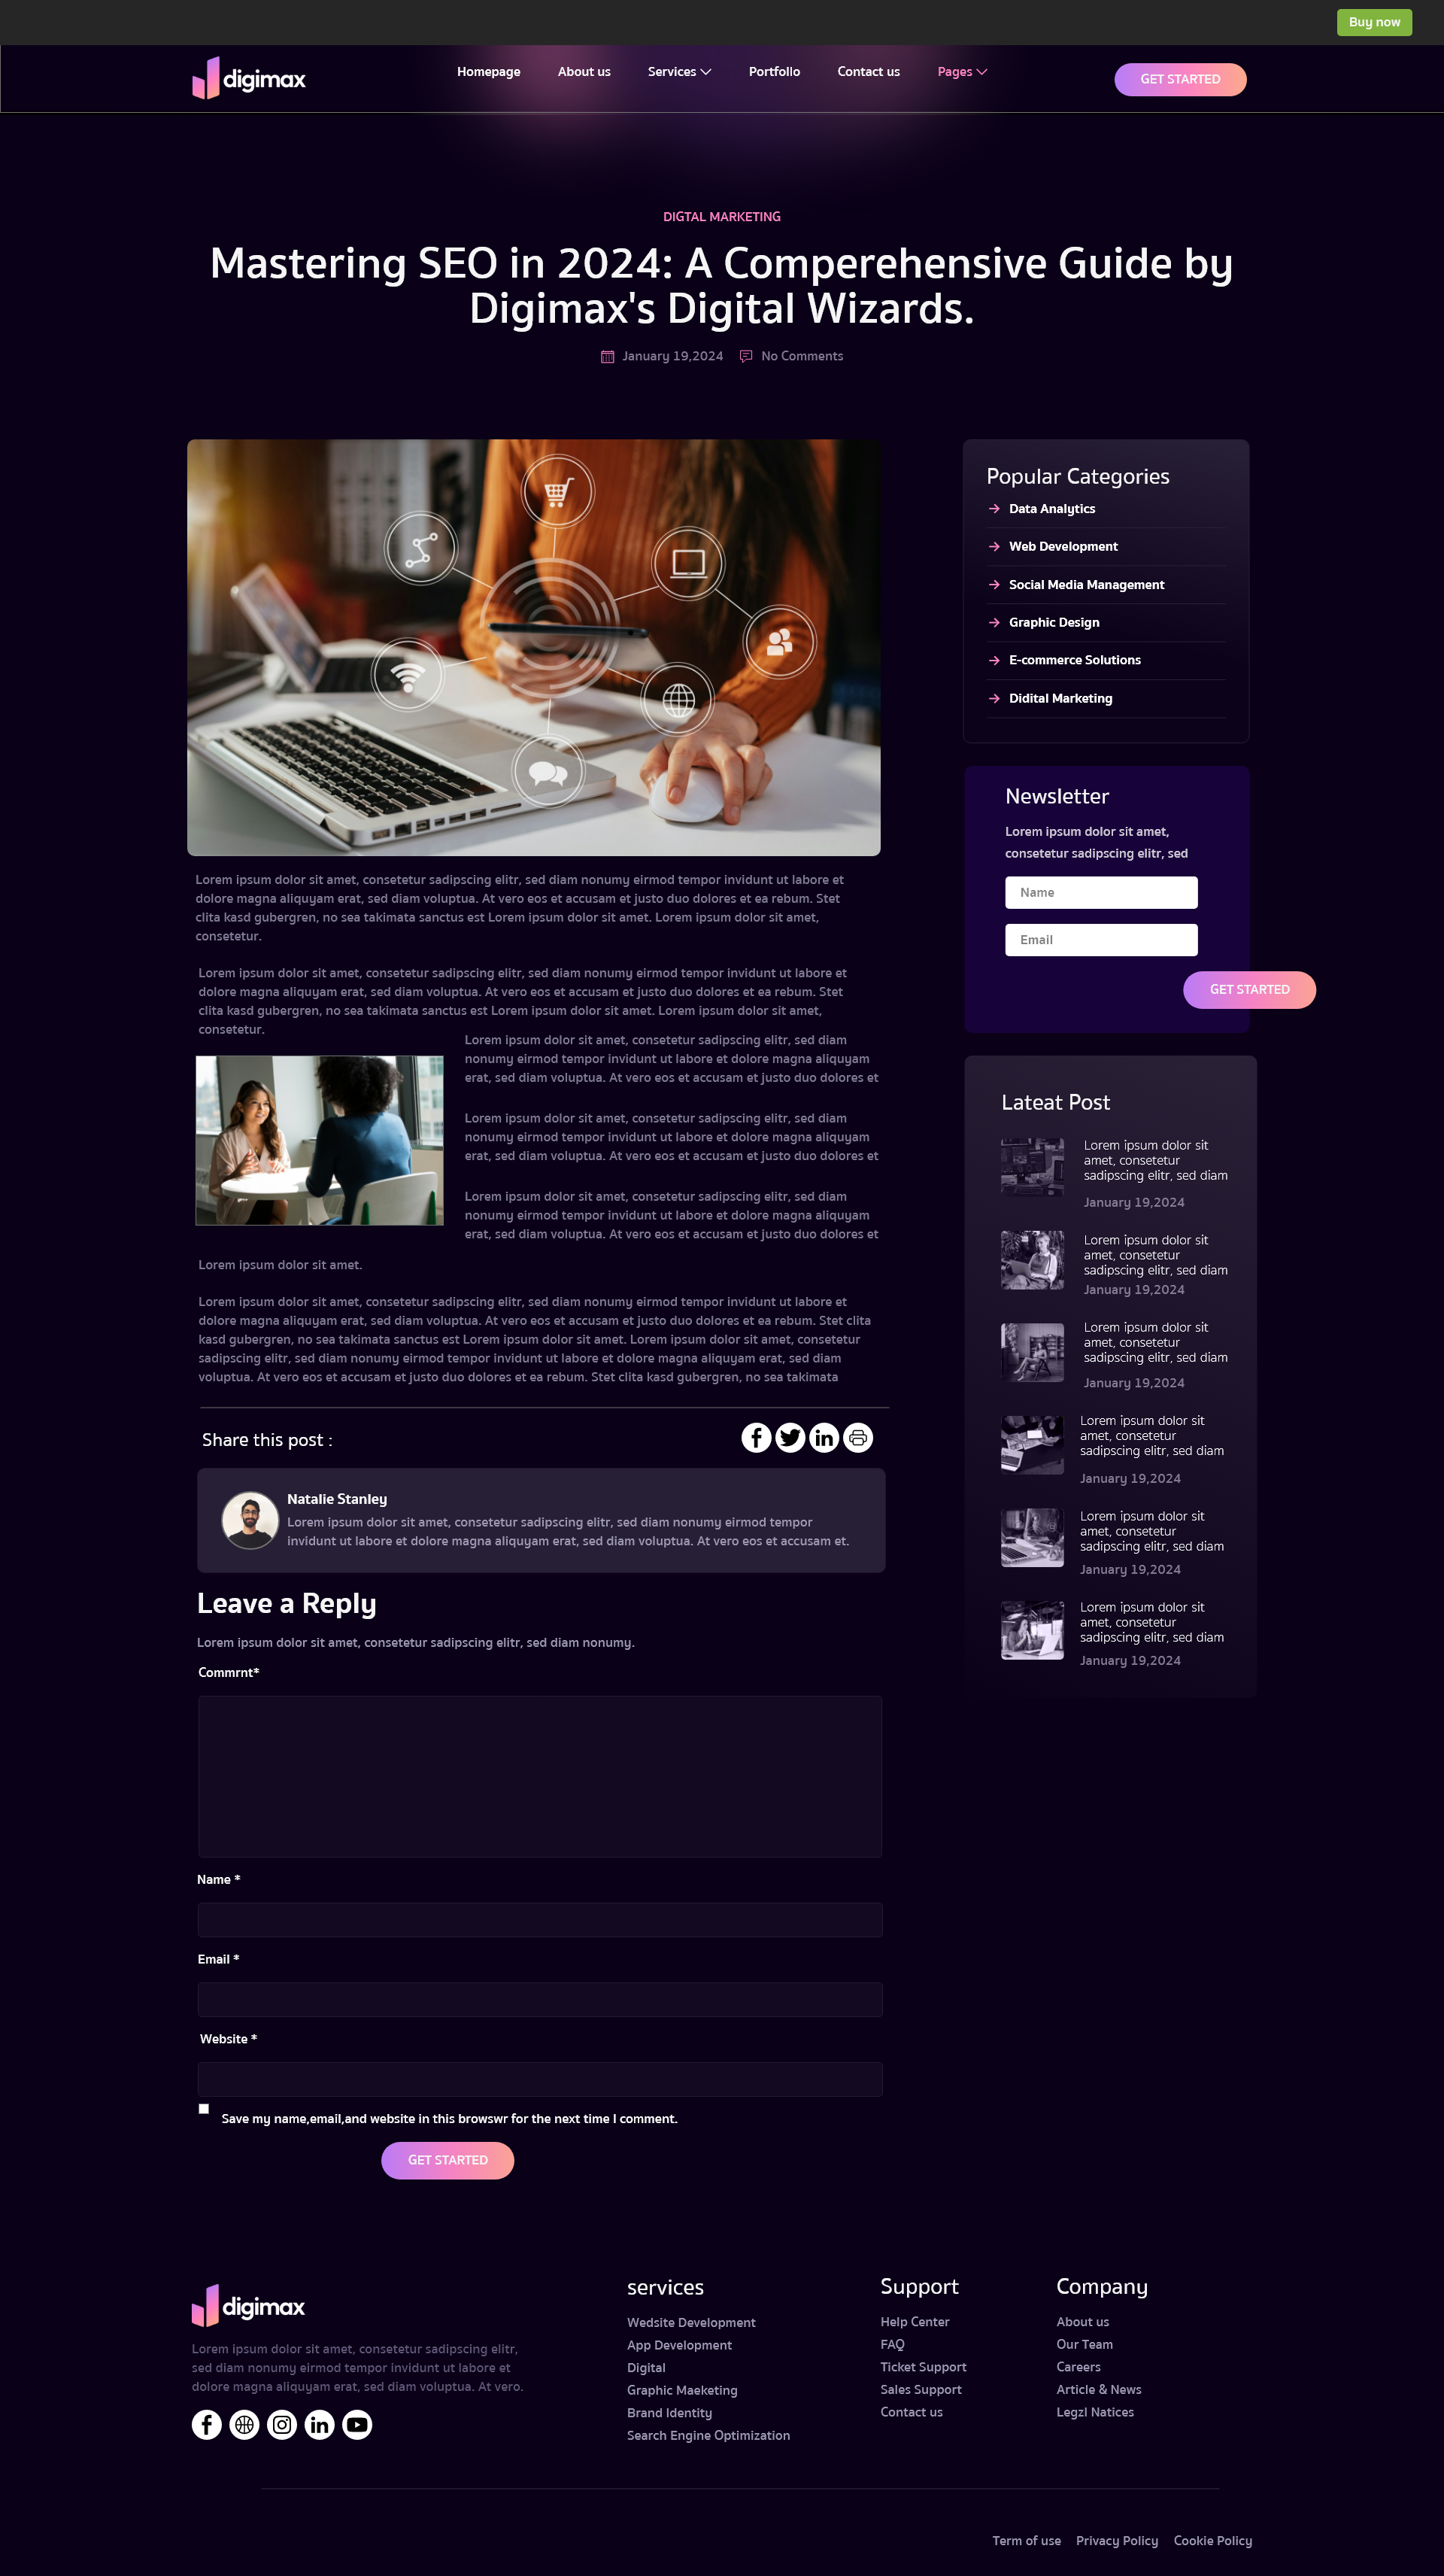 Buy now
digimax
Homepage
About us
Services
Portfolio
Contact us
Pages
GET STARTED
DIGTAL MARKETING
Mastering SEO in 2024: A Comperehensive Guide by
Digimax's Digital Wizards.
January 19,2024
No Comments
Lorem ipsum dolor sit amet, consetetur sadipscing elitr, sed diam nonumy eirmod tempor invidunt ut labore et
dolore magna aliquyam erat, sed diam voluptua. At vero eos et accusam et justo duo dolores et ea rebum. Stet
clita kasd gubergren, no sea takimata sanctus est Lorem ipsum dolor sit amet. Lorem ipsum dolor sit amet,
consetetur.
Lorem ipsum dolor sit amet, consetetur sadipscing elitr, sed diam nonumy eirmod tempor invidunt ut labore et
dolore magna aliquyam erat, sed diam voluptua. At vero eos et accusam et justo duo dolores et ea rebum. Stet
clita kasd gubergren, no sea takimata sanctus est Lorem ipsum dolor sit amet. Lorem ipsum dolor sit amet,
consetetur.
Lorem ipsum dolor sit amet, consetetur sadipscing elitr, sed diam
nonumy eirmod tempor invidunt ut labore et dolore magna aliquyam
erat, sed diam voluptua. At vero eos et accusam et justo duo dolores et
Lorem ipsum dolor sit amet, consetetur sadipscing elitr, sed diam
nonumy eirmod tempor invidunt ut labore et dolore magna aliquyam
erat, sed diam voluptua. At vero eos et accusam et justo duo dolores et
Lorem ipsum dolor sit amet, consetetur sadipscing elitr, sed diam
nonumy eirmod tempor invidunt ut labore et dolore magna aliquyam
erat, sed diam voluptua. At vero eos et accusam et justo duo dolores et
Lorem ipsum dolor sit amet.
Lorem ipsum dolor sit amet, consetetur sadipscing elitr, sed diam nonumy eirmod tempor invidunt ut labore et
dolore magna aliquyam erat, sed diam voluptua. At vero eos et accusam et justo duo dolores et ea rebum. Stet clita
kasd gubergren, no sea takimata sanctus est Lorem ipsum dolor sit amet. Lorem ipsum dolor sit amet, consetetur
sadipscing elitr, sed diam nonumy eirmod tempor invidunt ut labore et dolore magna aliquyam erat, sed diam
voluptua. At vero eos et accusam et justo duo dolores et ea rebum. Stet clita kasd gubergren, no sea takimata
Share this post :
Natalie Stanley
Lorem ipsum dolor sit amet, consetetur sadipscing elitr, sed diam nonumy eirmod tempor
invidunt ut labore et dolore magna aliquyam erat, sed diam voluptua. At vero eos et accusam et.
Leave a Reply
Lorem ipsum dolor sit amet, consetetur sadipscing elitr, sed diam nonumy.
Commrnt*
Name *
Email *
Website *
Save my name,email,and website in this browswr for the next time I comment.
GET STARTED
Popular Categories
Data Analytics
Web Development
Social Media Management
Graphic Design
E-commerce Solutions
Didital Marketing
Newsletter
Lorem ipsum dolor sit amet,
consetetur sadipscing elitr, sed
Name
Email
GET STARTED
Lateat Post
Lorem ipsum dolor sit
amet, consetetur
sadipscing elitr, sed diam
January 19,2024
Lorem ipsum dolor sit
amet, consetetur
sadipscing elitr, sed diam
January 19,2024
Lorem ipsum dolor sit
amet, consetetur
sadipscing elitr, sed diam
January 19,2024
Lorem ipsum dolor sit
amet, consetetur
sadipscing elitr, sed diam
January 19,2024
Lorem ipsum dolor sit
amet, consetetur
sadipscing elitr, sed diam
January 19,2024
Lorem ipsum dolor sit
amet, consetetur
sadipscing elitr, sed diam
January 19,2024
digimax
Lorem ipsum dolor sit amet, consetetur sadipscing elitr,
sed diam nonumy eirmod tempor invidunt ut labore et
dolore magna aliquyam erat, sed diam voluptua. At vero.
services
Wedsite Development
App Development
Digital
Graphic Maeketing
Brand Identity
Search Engine Optimization
Support
Help Center
FAQ
Ticket Support
Sales Support
Contact us
Company
About us
Our Team
Careers
Article & News
Legzl Natices
Term of use
Privacy Policy
Cookie Policy